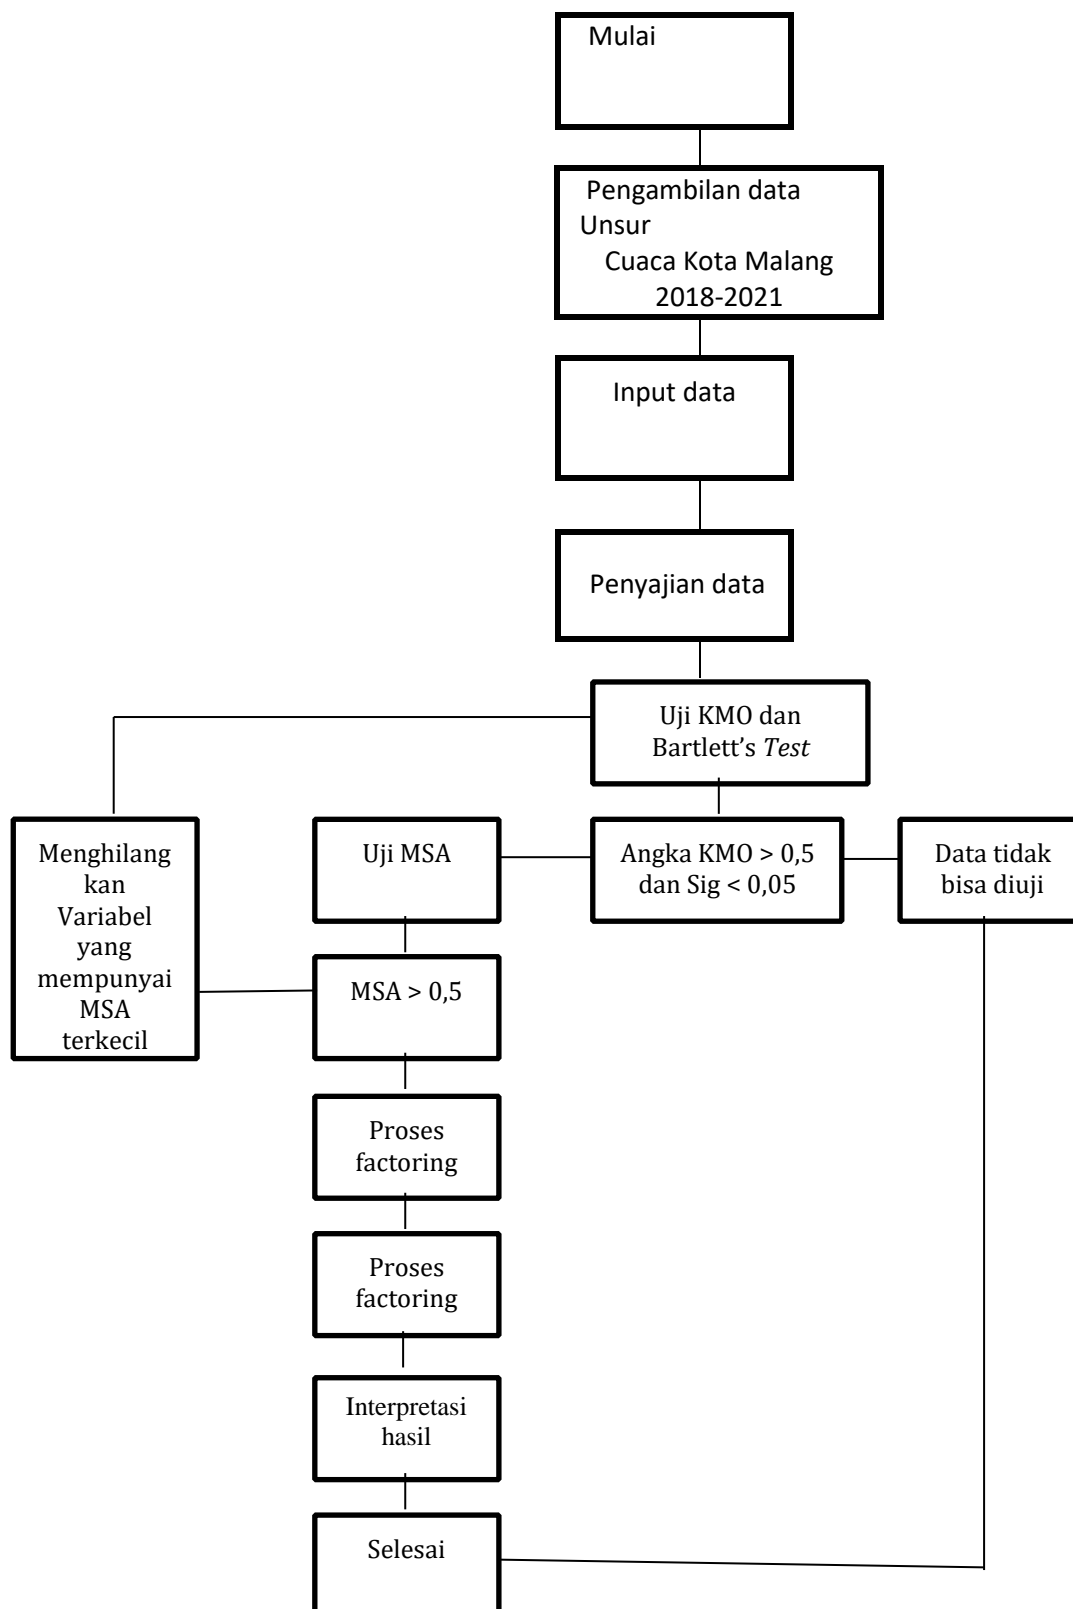 Mulai
Pengambilan data
Unsur
Cuaca Kota Malang
2018-2021
Input data
Penyajian data
Uji KMO dan
Bartlett’s Test
Menghilang
kan
Variabel
yang
mempunyai
MSA
terkecil
Uji MSA
Angka KMO > 0,5
dan Sig < 0,05
Data tidak
bisa diuji
MSA > 0,5
Proses
factoring
Proses
factoring
Interpretasi
hasil
Selesai